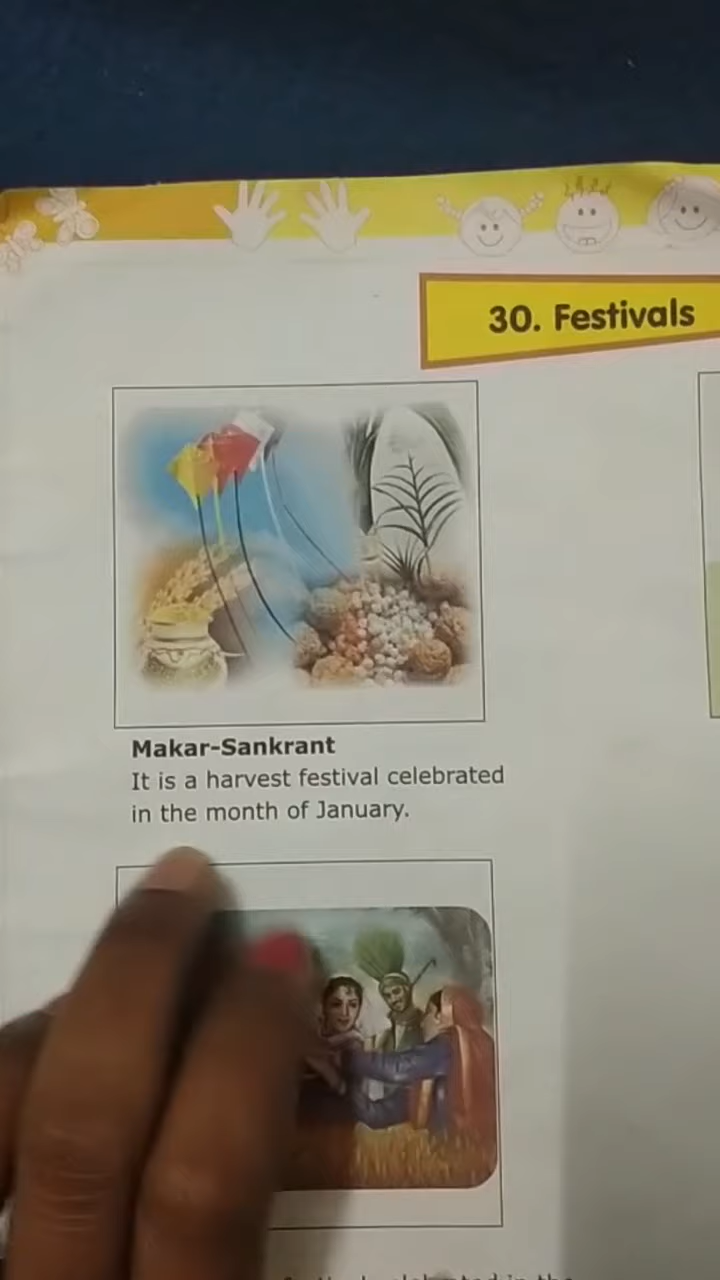 30. Festivals
Makar-Sankrant
It is a harvest festival celebrated
in the month of January.